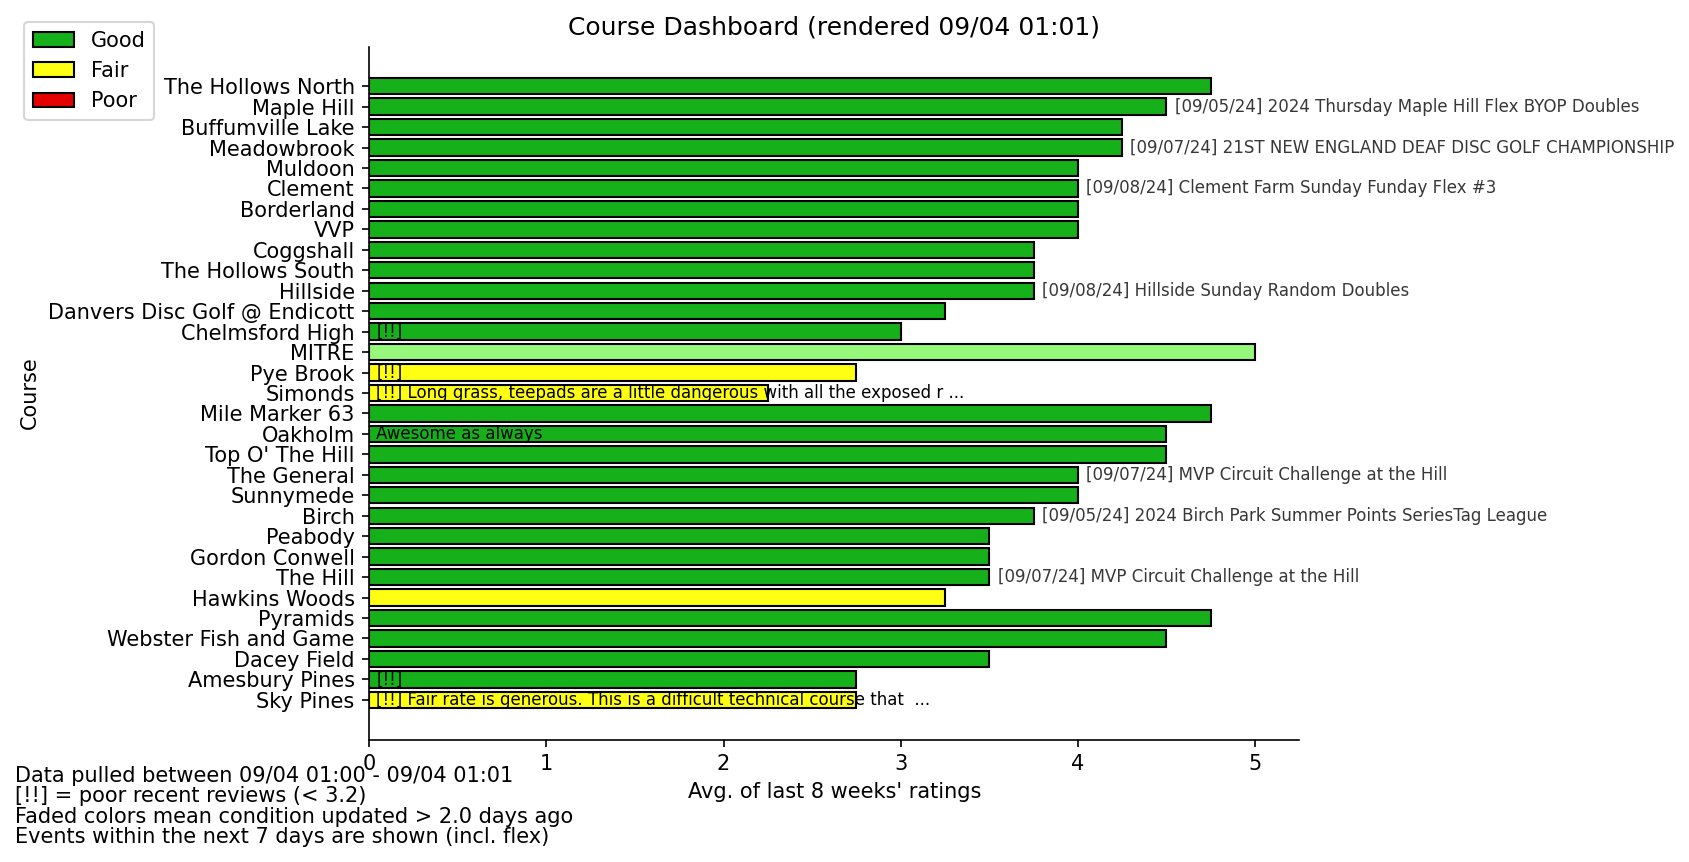 Course Dashboard (rendered 09/04 01:01)
Good
Fair
Poor
Course
The Hollows North
Maple Hill [09/05/24] 2024 Thursday Maple Hill Flex BYOP Doubles
Buffumville Lake
Meadowbrook [09/07/24] 21ST NEW ENGLAND DEAF DISC GOLF CHAMPIONSHIP
Muldoon
Clement [09/08/24] Clement Farm Sunday Funday Flex #3
Borderland
VVP
Coggshall
The Hollows South
Hillside [09/08/24] Hillside Sunday Random Doubles
Danvers Disc Golf @ Endicott
Chelmsford High [!!]
MITRE
Pye Brook [!!]
Simonds [!!] Long grass, teepads are a little dangerous with all the exposed r ...
Mile Marker 63
Oakholm Awesome as always
Top O' The Hill
The General [09/07/24] MVP Circuit Challenge at the Hill
Sunnymede
Birch [09/05/24] 2024 Birch Park Summer Points SeriesTag League
Peabody
Gordon Conwell
The Hill [09/07/24] MVP Circuit Challenge at the Hill
Hawkins Woods
Pyramids
Webster Fish and Game
Dacey Field
Amesbury Pines [!!]
Sky Pines [!!] Fair rate is generous. This is a difficult technical course that ...
0 1 2 3 4 5
Avg. of last 8 weeks' ratings
Data pulled between 09/04 01:00 - 09/04 01:01
[!!] = poor recent reviews (< 3.2)
Faded colors mean condition updated > 2.0 days ago
Events within the next 7 days are shown (incl. flex)